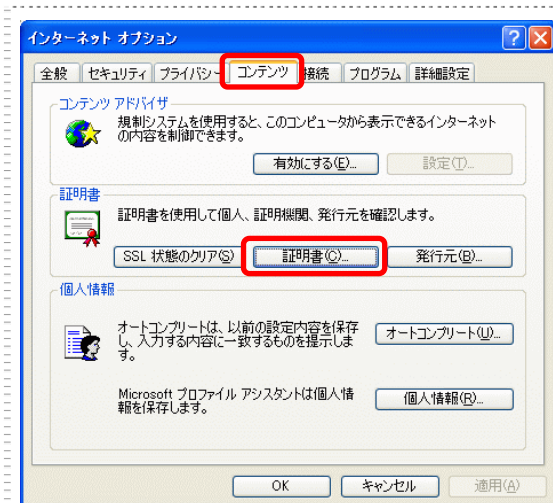 インターネット オプション
全般 セキュリティ プライバシー コンテンツ 接続 プログラム 詳細設定
コンテンツ アドバイザ
規制システムを使用すると、このコンピュータから表示できるインターネット
の内容を制御できます。
有効にする(E)... 設定(T)...
証明書
証明書を使用して個人、証明機関、発行元を確認します。
SSL 状態のクリア(S) 証明書(C)... 発行元(B)...
個人情報
オートコンプリートは、以前の設定内容を保存
し、入力する内容に一致するものを提示しま
す。
オートコンプリート(U)...
Microsoft プロファイル アシスタントは個人情
報を保存します。
個人情報(R)...
OK キャンセル 適用(A)